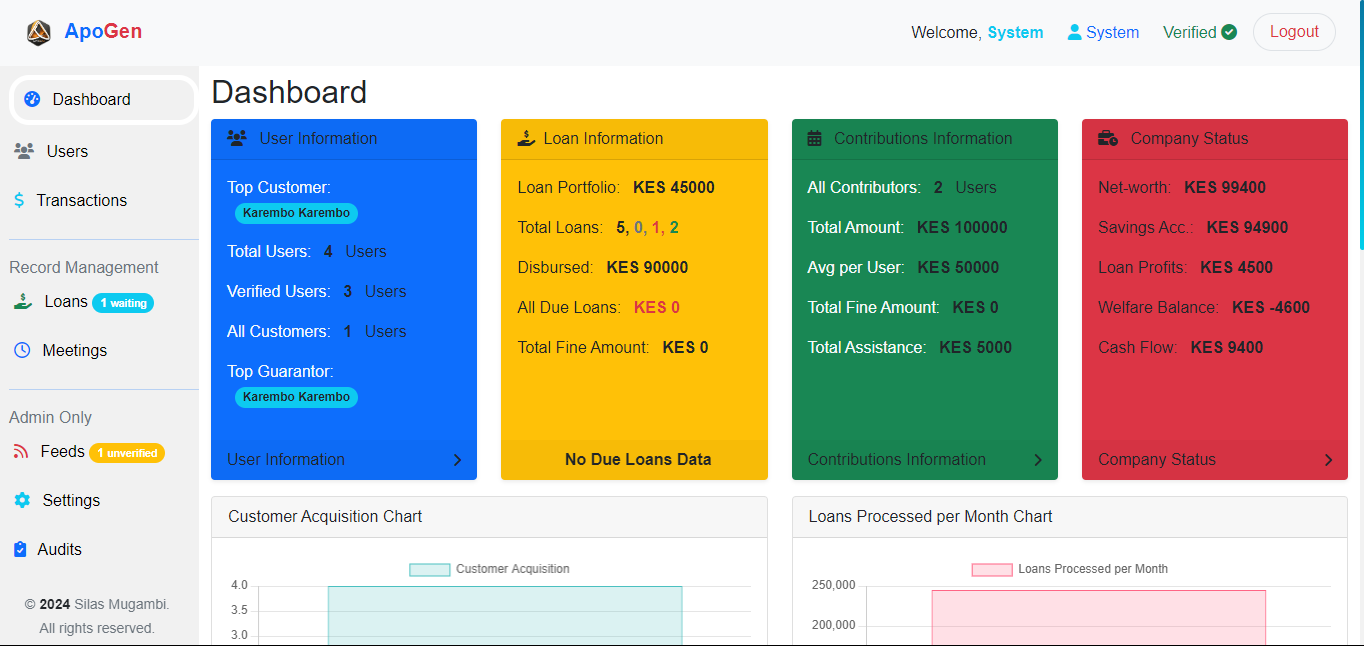 ApoGen
Welcome, System System Verified Logout
Dashboard
Users
Transactions
Record Management
Loans 1 waiting
Meetings
Admin Only
Feeds 1 unverified
Settings
Audits
© 2024 Silas Mugambi.
All rights reserved.
Dashboard
User Information
Top Customer:
Karembo Karembo
Total Users: 4 Users
Verified Users: 3 Users
All Customers: 1 Users
Top Guarantor:
Karembo Karembo
User Information
Loan Information
Loan Portfolio: KES 45000
Total Loans: 5, 0, 1, 2
Disbursed: KES 90000
All Due Loans: KES 0
Total Fine Amount: KES 0
No Due Loans Data
Contributions Information
All Contributors: 2 Users
Total Amount: KES 100000
Avg per User: KES 50000
Total Fine Amount: KES 0
Total Assistance: KES 5000
Contributions Information
Company Status
Net-worth: KES 99400
Savings Acc.: KES 94900
Loan Profits: KES 4500
Welfare Balance: KES -4600
Cash Flow: KES 9400
Company Status
Customer Acquisition Chart
Customer Acquisition
4.0
3.5
3.0
Loans Processed per Month Chart
Loans Processed per Month
250,000
200,000